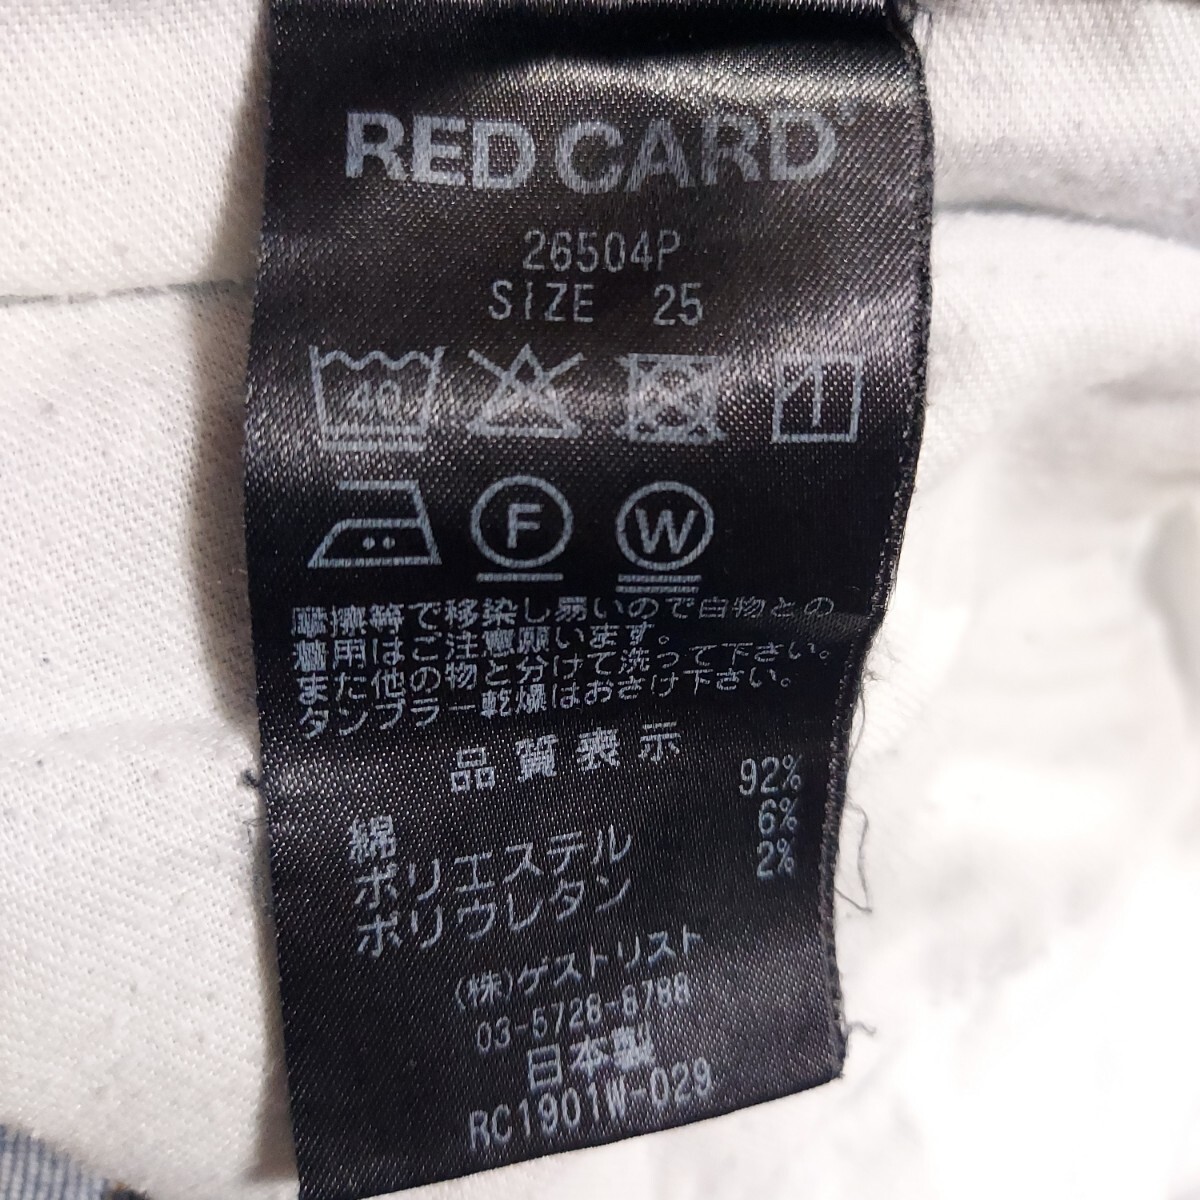 RED CARD
26504P
SIZE 25
40
F W
摩擦等で移染し易いので白物との
着用はご注意願います。
また他の物と分けて洗って下さい。
タンブラー乾燥はおさけ下さい。
品質表示
綿 92%
ポリエステル 6%
ポリウレタン 2%
(株)ゲストリスト
03-5728-8788
日本製
RC1901W-029